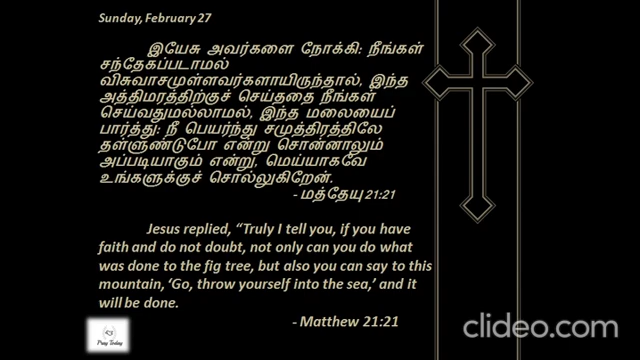 Sunday, February 27
இயேசு அவர்களை நோக்கி: நீங்கள்
சந்தேகப்படாமல்
விசுவாசமுள்ளவர்களாயிருந்தால், இந்த
அத்திமரத்திற்குச் செய்ததை நீங்கள்
செய்வதுமல்லாமல், இந்த மலையைப்
பார்த்து: நீ பெயர்ந்து சமுத்திரத்திலே
தள்ளுண்டுபோ என்று சொன்னாலும்
அப்படியாகும் என்று, மெய்யாகவே
உங்களுக்குச் சொல்லுகிறேன்.
- மத்தேயு 21:21
Jesus replied, “Truly I tell you, if you have
faith and do not doubt, not only can you do what
was done to the fig tree, but also you can say to this
mountain, ‘Go, throw yourself into the sea,’ and it
will be done.
- Matthew 21:21
Pray Today
clideo.com